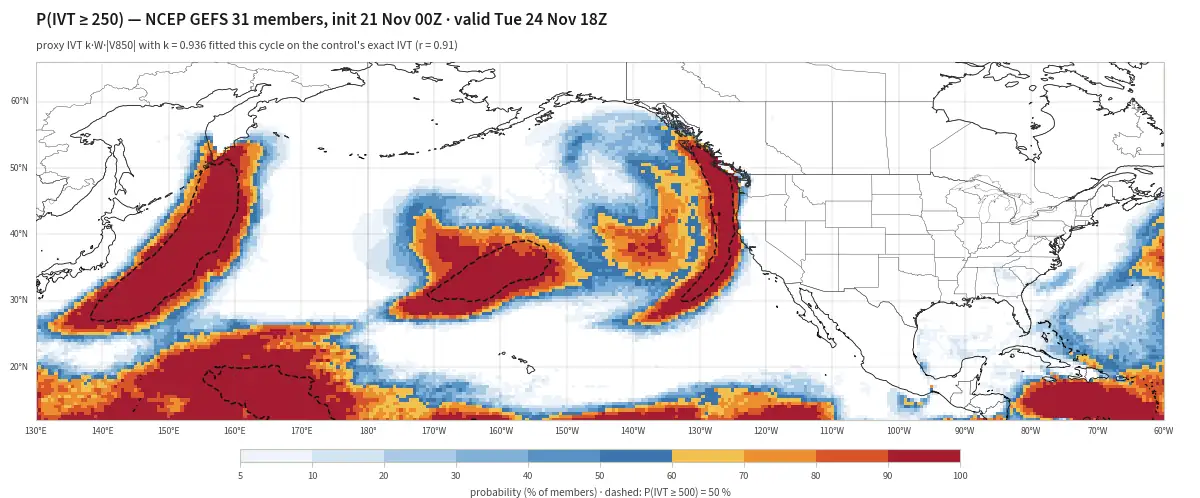 P(IVT ≥ 250) — NCEP GEFS 31 members, init 21 Nov 00Z · valid Tue 24 Nov 18Z
proxy IVT k·W·|V850| with k = 0.936 fitted this cycle on the control's exact IVT (r = 0.91)
60°N
50°N
40°N
30°N
20°N
130°E 140°E 150°E 160°E 170°E 180° 170°W 160°W 150°W 140°W 130°W 120°W 110°W 100°W 90°W 80°W 70°W 60°W
5 10 20 30 40 50 60 70 80 90 100
probability (% of members) · dashed: P(IVT ≥ 500) = 50 %